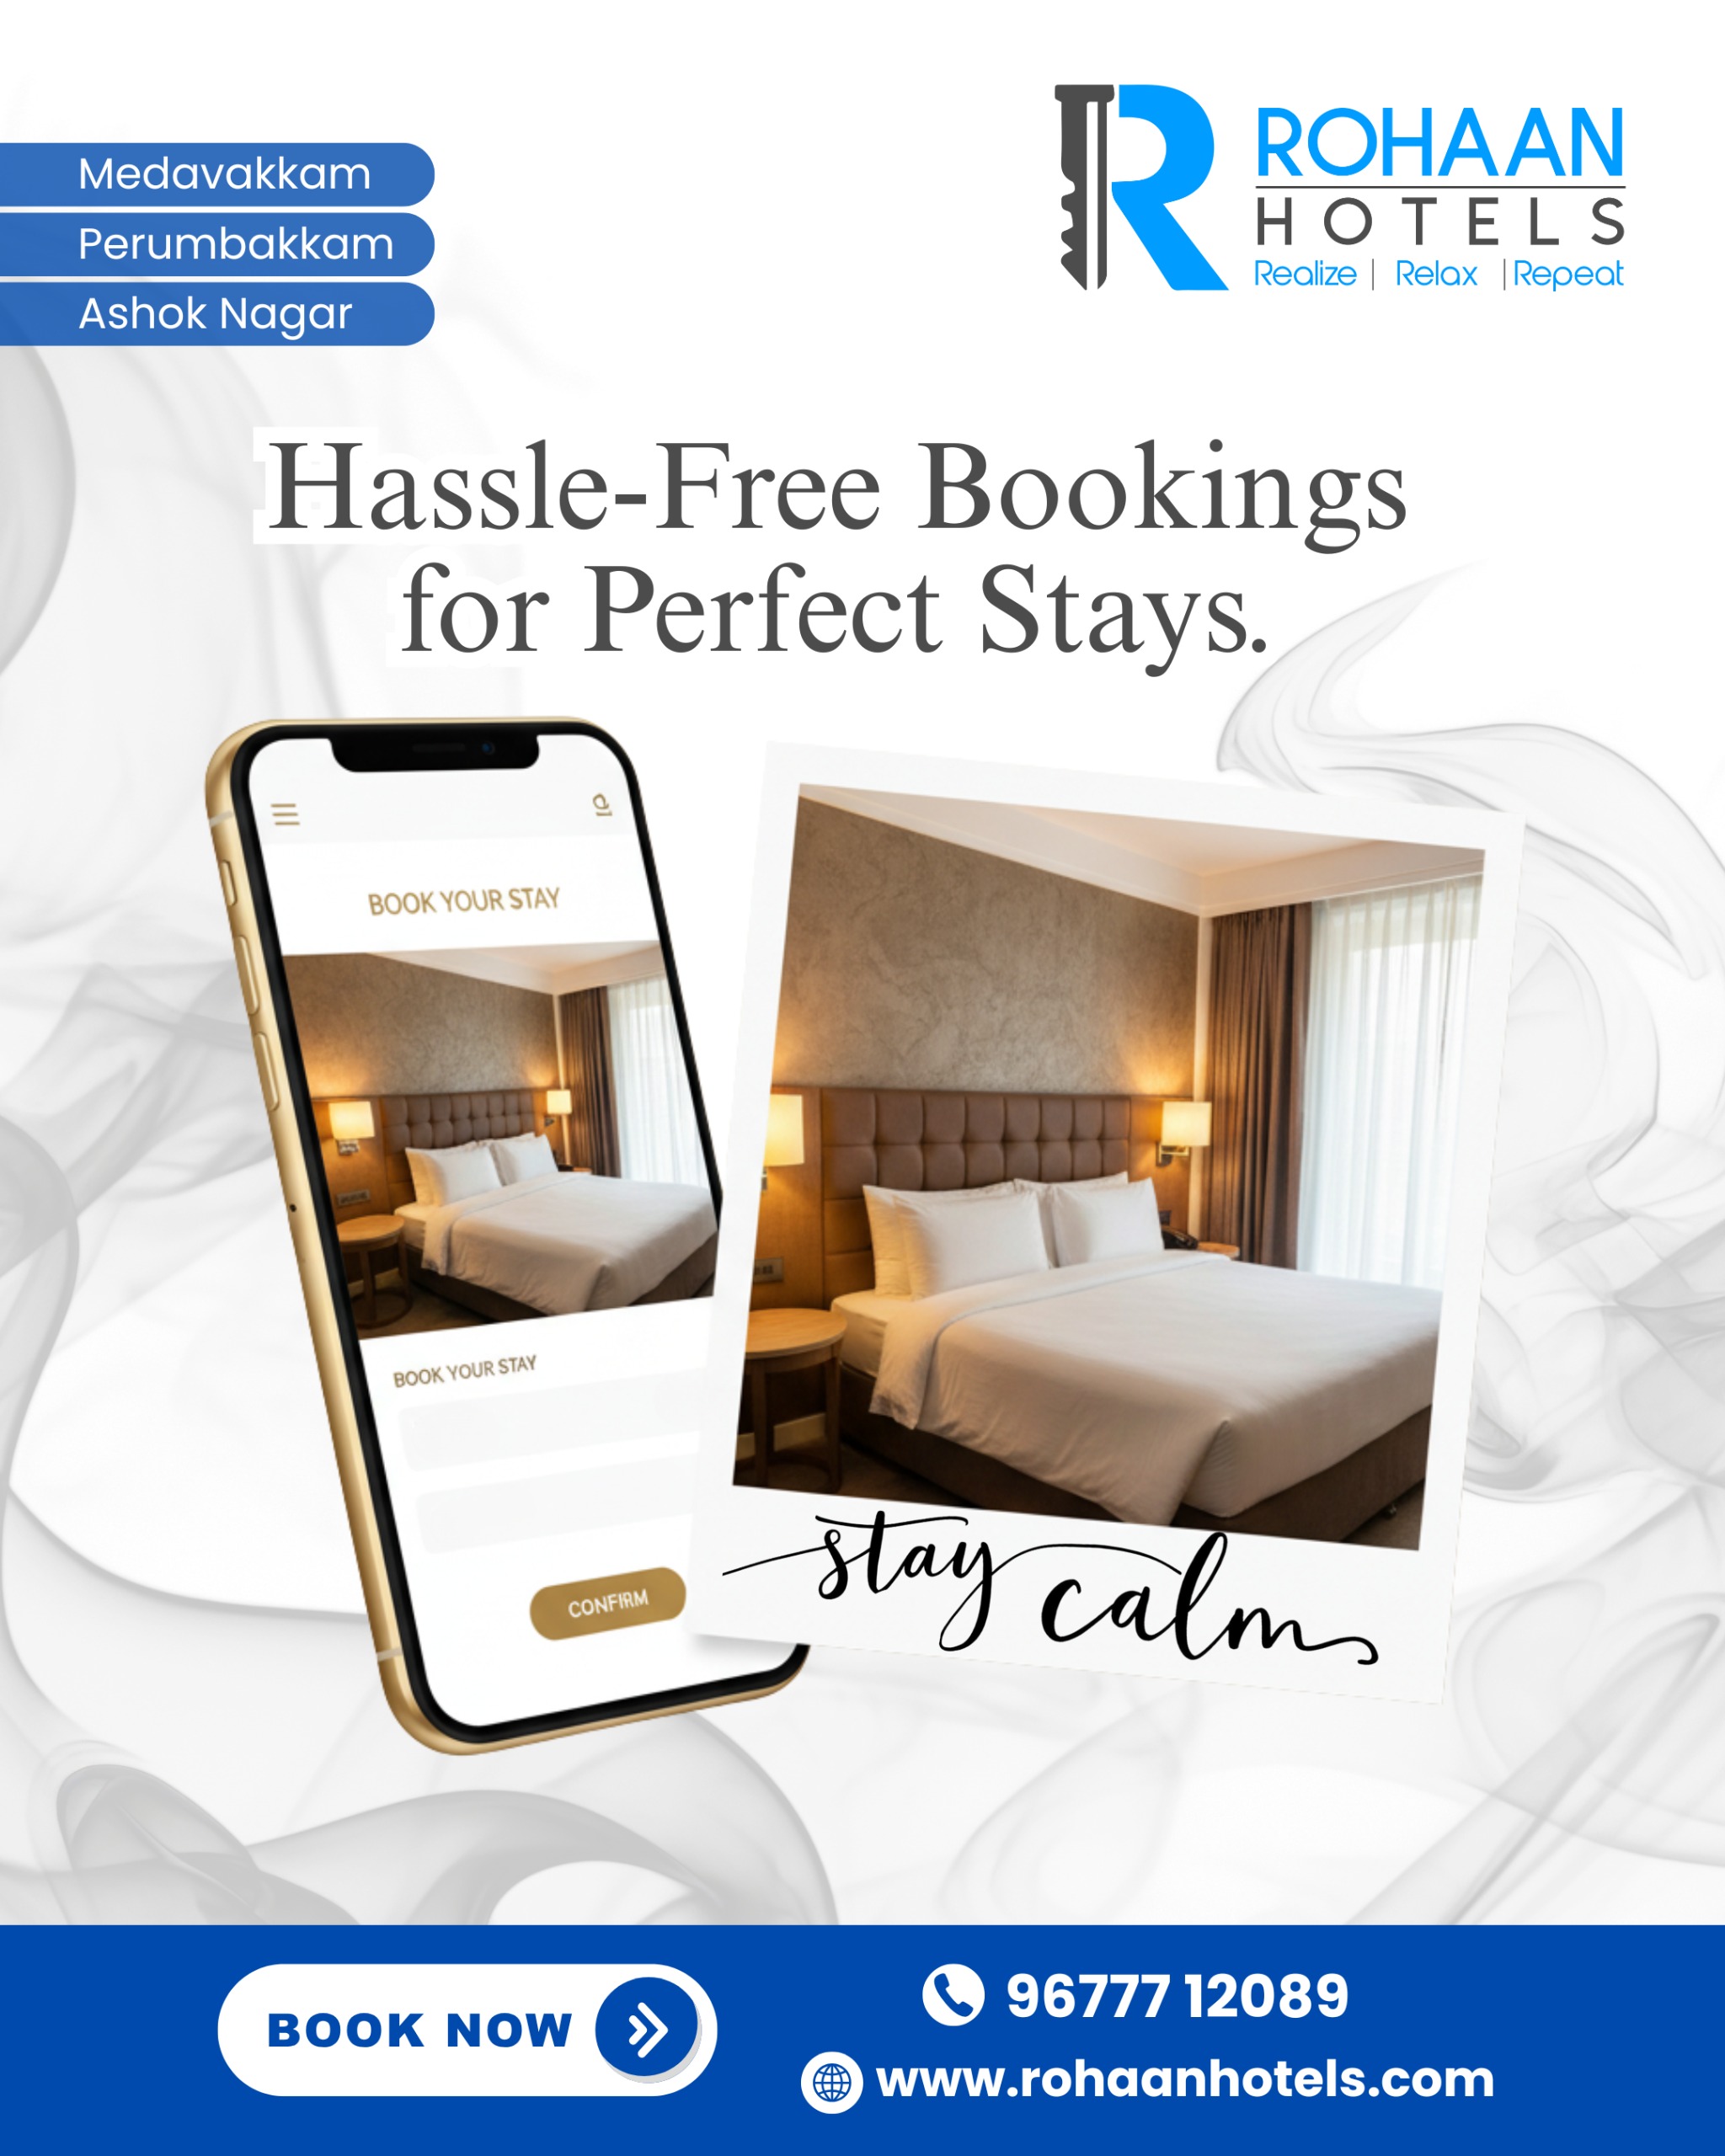 Medavakkam
Perumbakkam
Ashok Nagar
R ROHAAN
HOTELS
Realize | Relax | Repeat
Hassle-Free Bookings
for Perfect Stays.
BOOK YOUR STAY
BOOK YOUR STAY
CONFIRM
stay calm
BOOK NOW
96777 12089
www.rohaanhotels.com